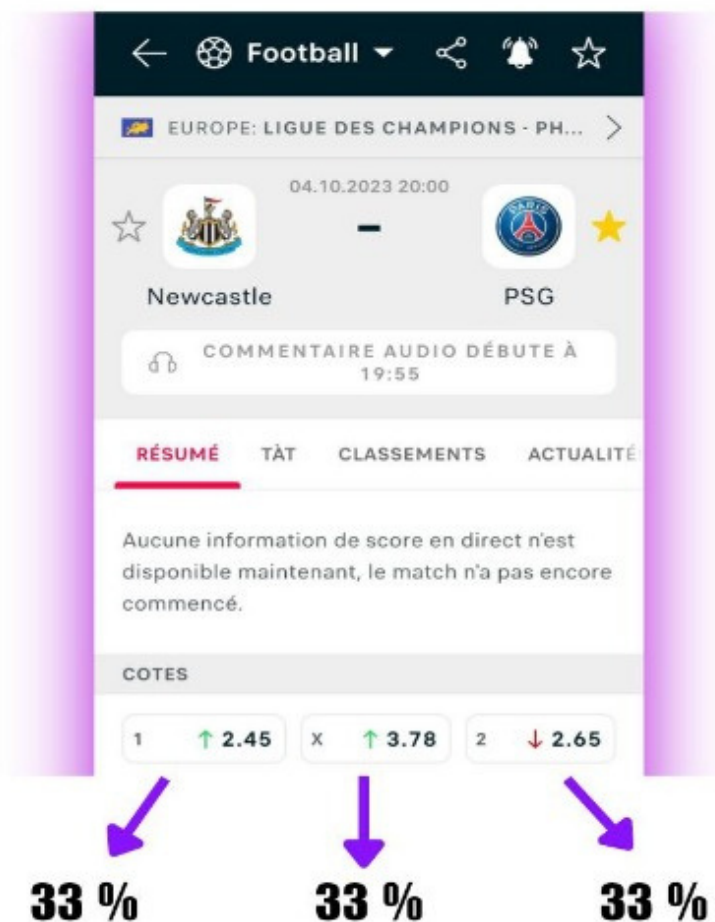 Football
EUROPE: LIGUE DES CHAMPIONS - PH...
04.10.2023 20:00
-
PARIS
Newcastle
PSG
COMMENTAIRE AUDIO DÉBUTE À
19:55
RÉSUMÉ TÀT CLASSEMENTS ACTUALITÉ
Aucune information de score en direct n'est
disponible maintenant, le match n'a pas encore
commencé.
COTES
1 ↑ 2.45 X ↑ 3.78 2 ↓ 2.65
33 % 33 % 33 %